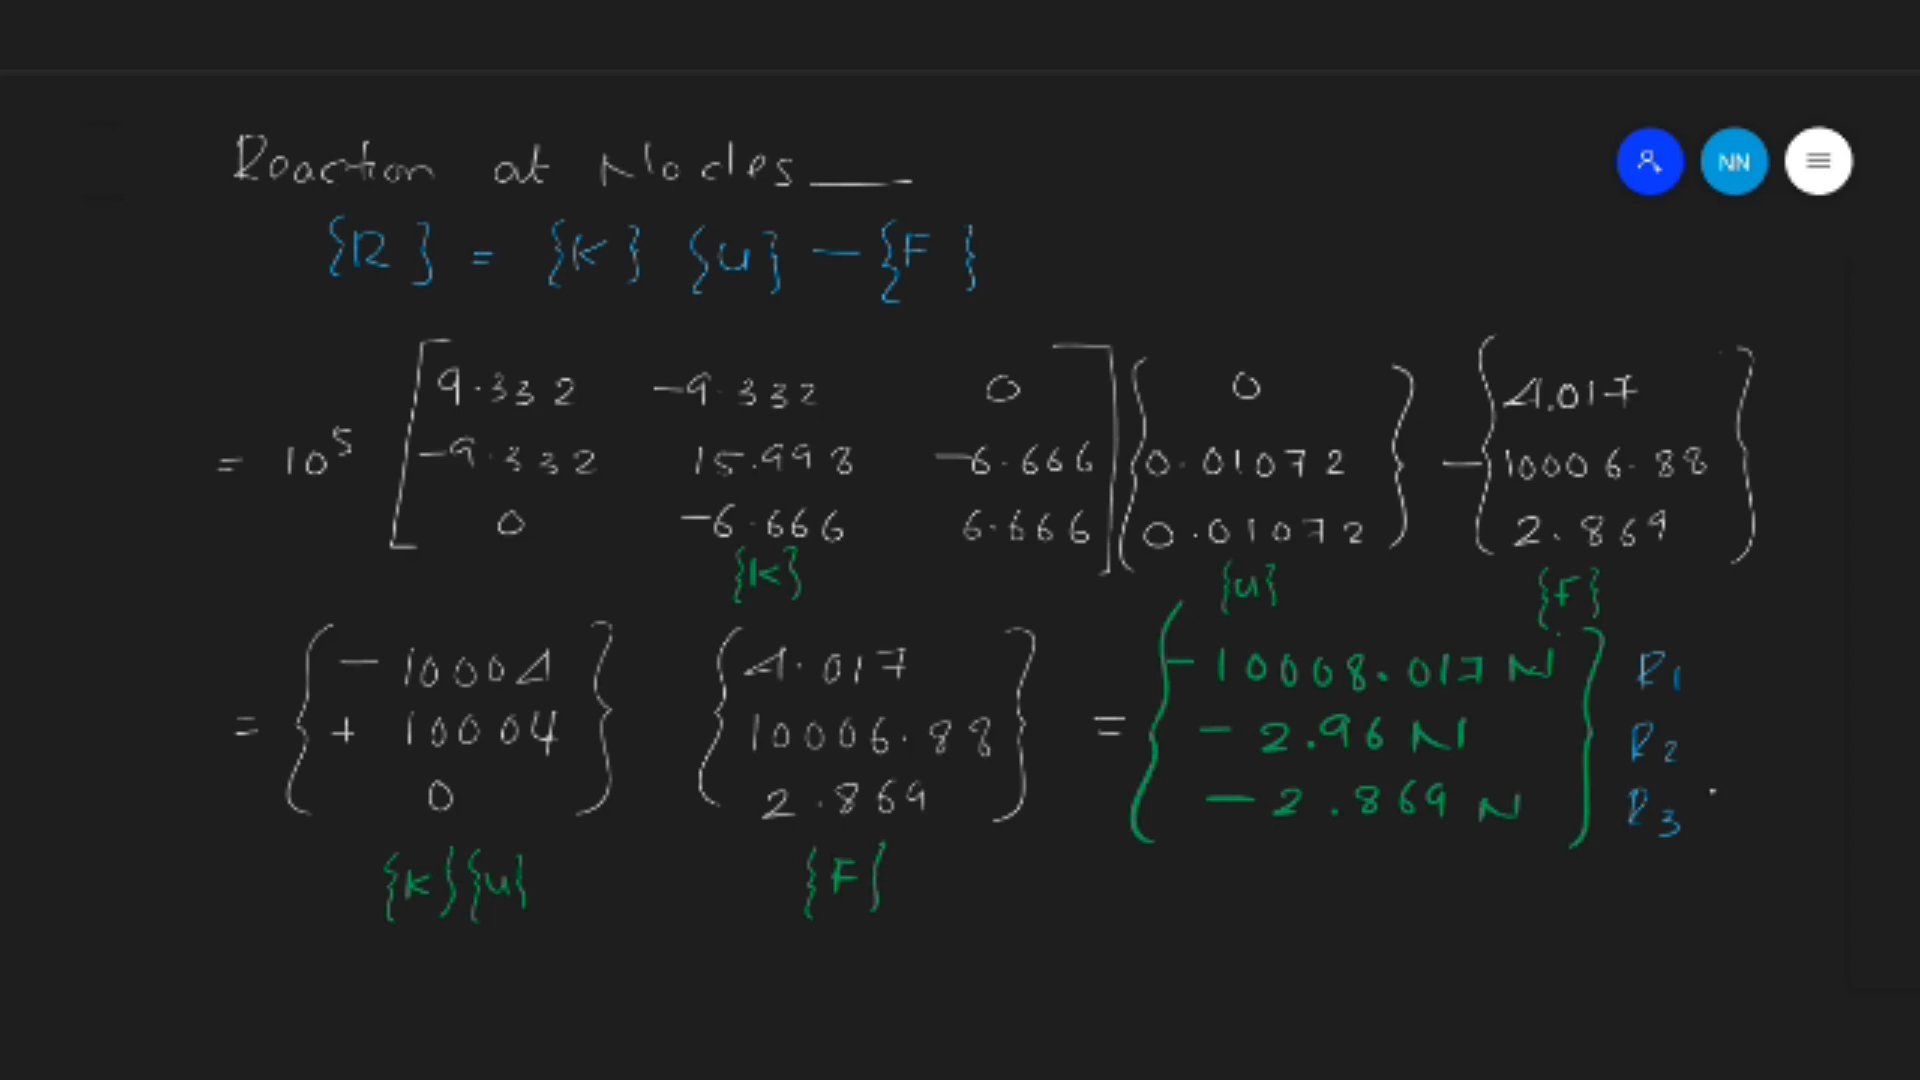 Reaction at Nodes
NN
{R} = {K} {u} - {F}
9.332 -9.332 0 0 4.017
= 10^5 -9.332 15.998 -6.666 0.01072 - 10006.88
0 -6.666 6.666 0.01072 2.869
{K} {u} {F}
-10004 4.017 -10008.017 N R1
= +10004 10006.88 = -2.96 N R2
0 2.869 -2.869 N R3
{K}{u} {F}